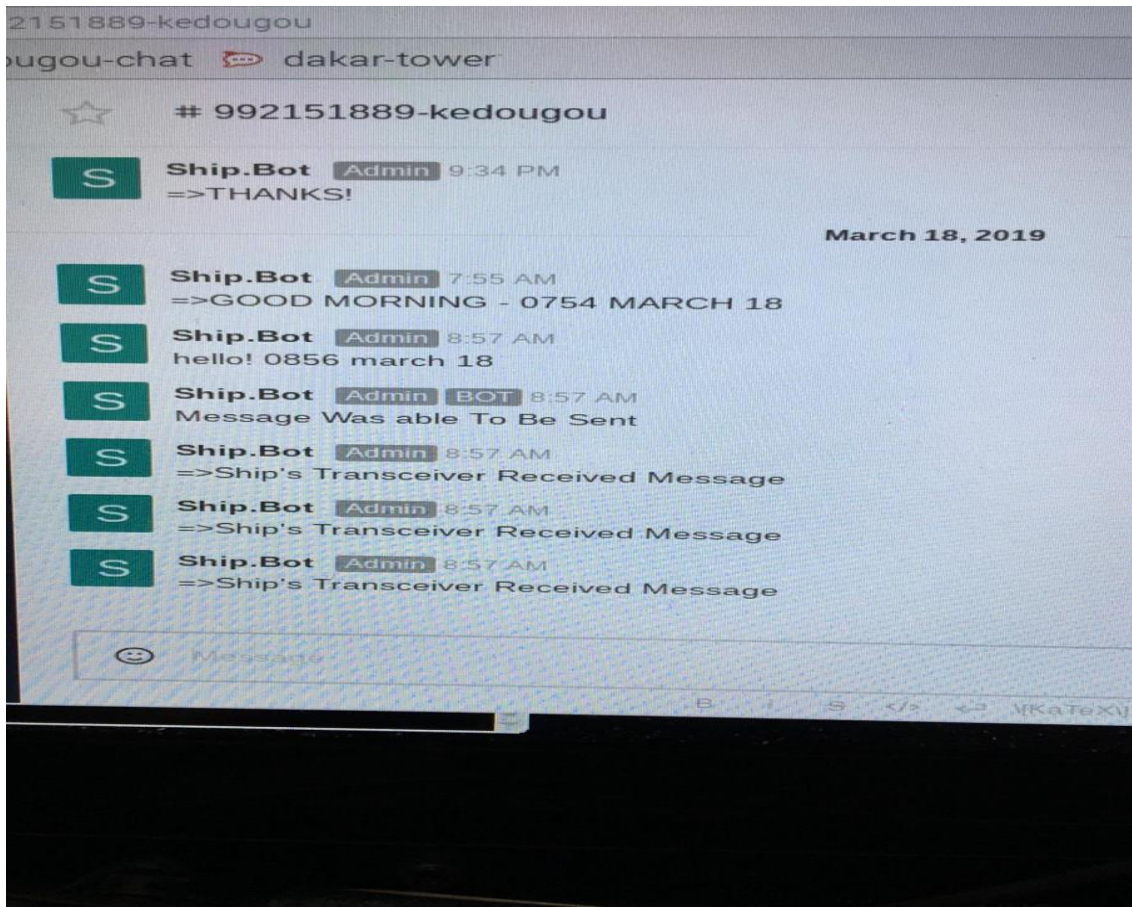 2151889-kedougou
ougou-chat dakar-tower
# 992151889-kedougou
S Ship.Bot Admin 9:34 PM
=>THANKS!
March 18, 2019
S Ship.Bot Admin 7:55 AM
=>GOOD MORNING - 0754 MARCH 18
S Ship.Bot Admin 8:57 AM
hello! 0856 march 18
S Ship.Bot Admin BOT 8:57 AM
Message Was able To Be Sent
S Ship.Bot Admin 8:57 AM
=>Ship's Transceiver Received Message
S Ship.Bot Admin 8:57 AM
=>Ship's Transceiver Received Message
S Ship.Bot Admin 8:57 AM
=>Ship's Transceiver Received Message
Message
B i S </> \[KaTeX\]